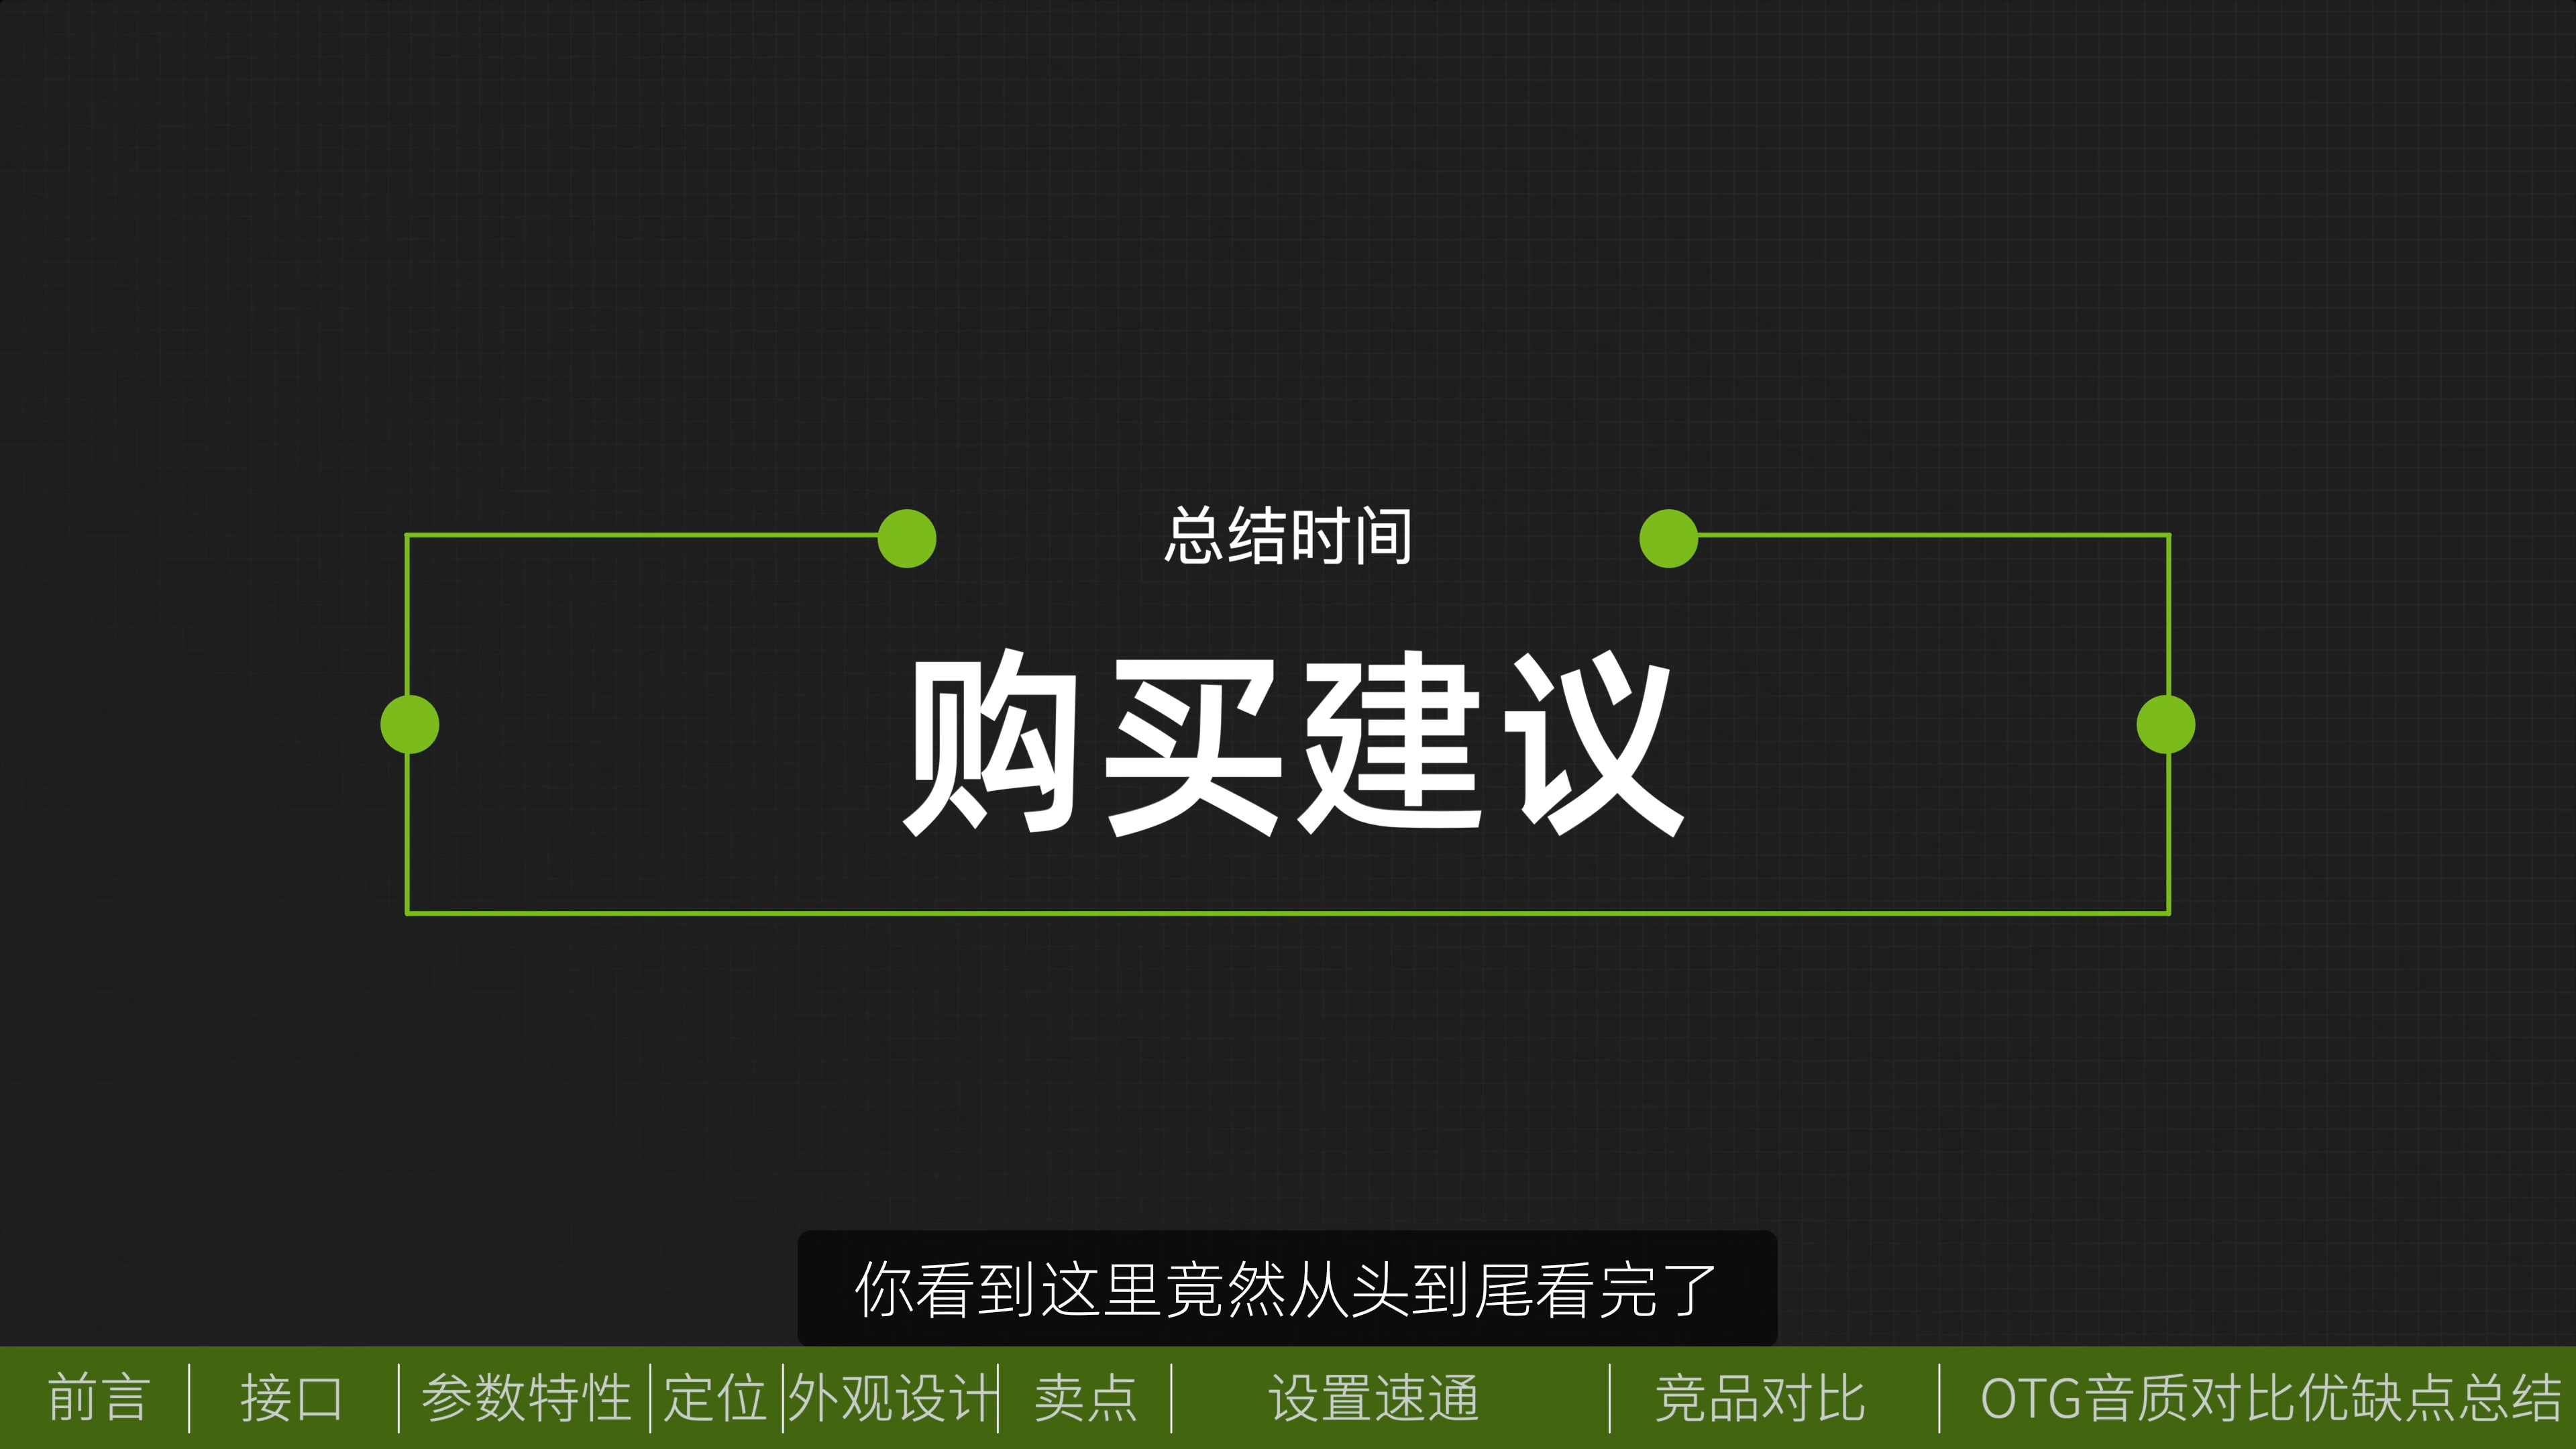 总结时间
购买建议
你看到这里竟然从头到尾看完了
前言 接口 参数特性 定位 外观设计 卖点 设置速通 竞品对比 OTG音质对比优缺点总结